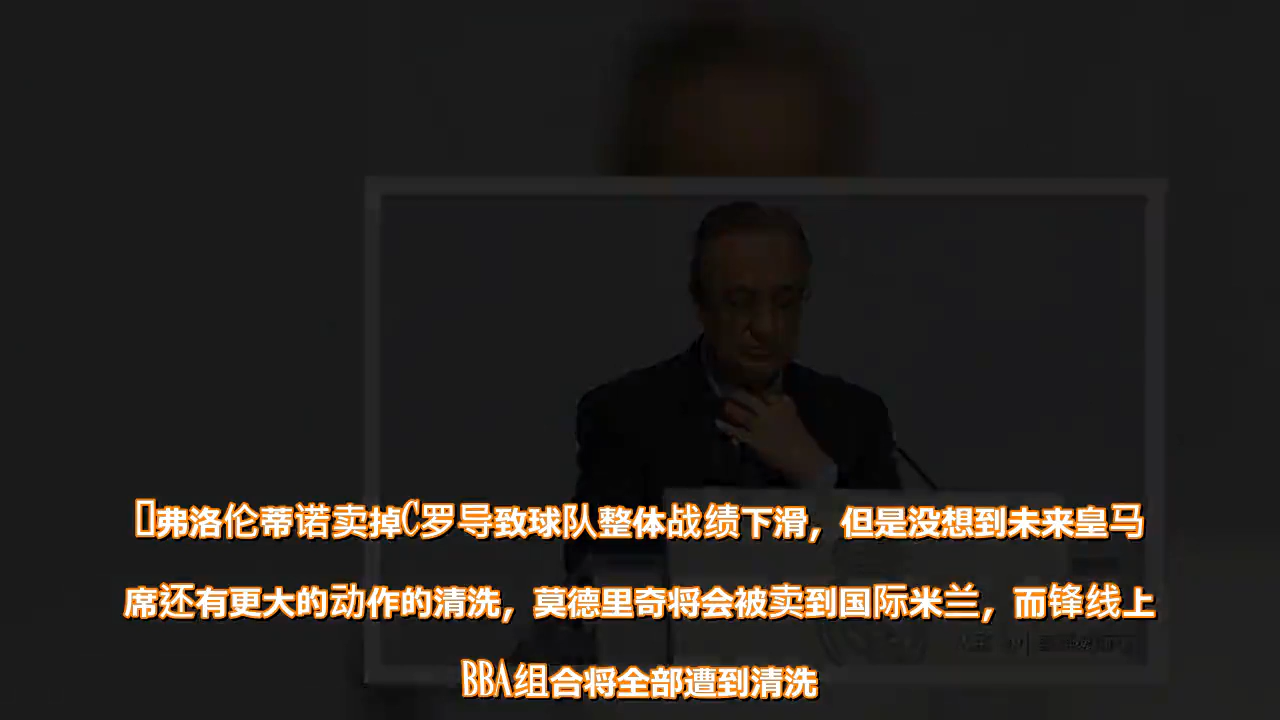 弗洛伦蒂诺卖掉C罗导致球队整体战绩下滑，但是没想到未来皇马
席还有更大的动作的清洗，莫德里奇将会被卖到国际米兰，而锋线上
BBA组合将全部遭到清洗